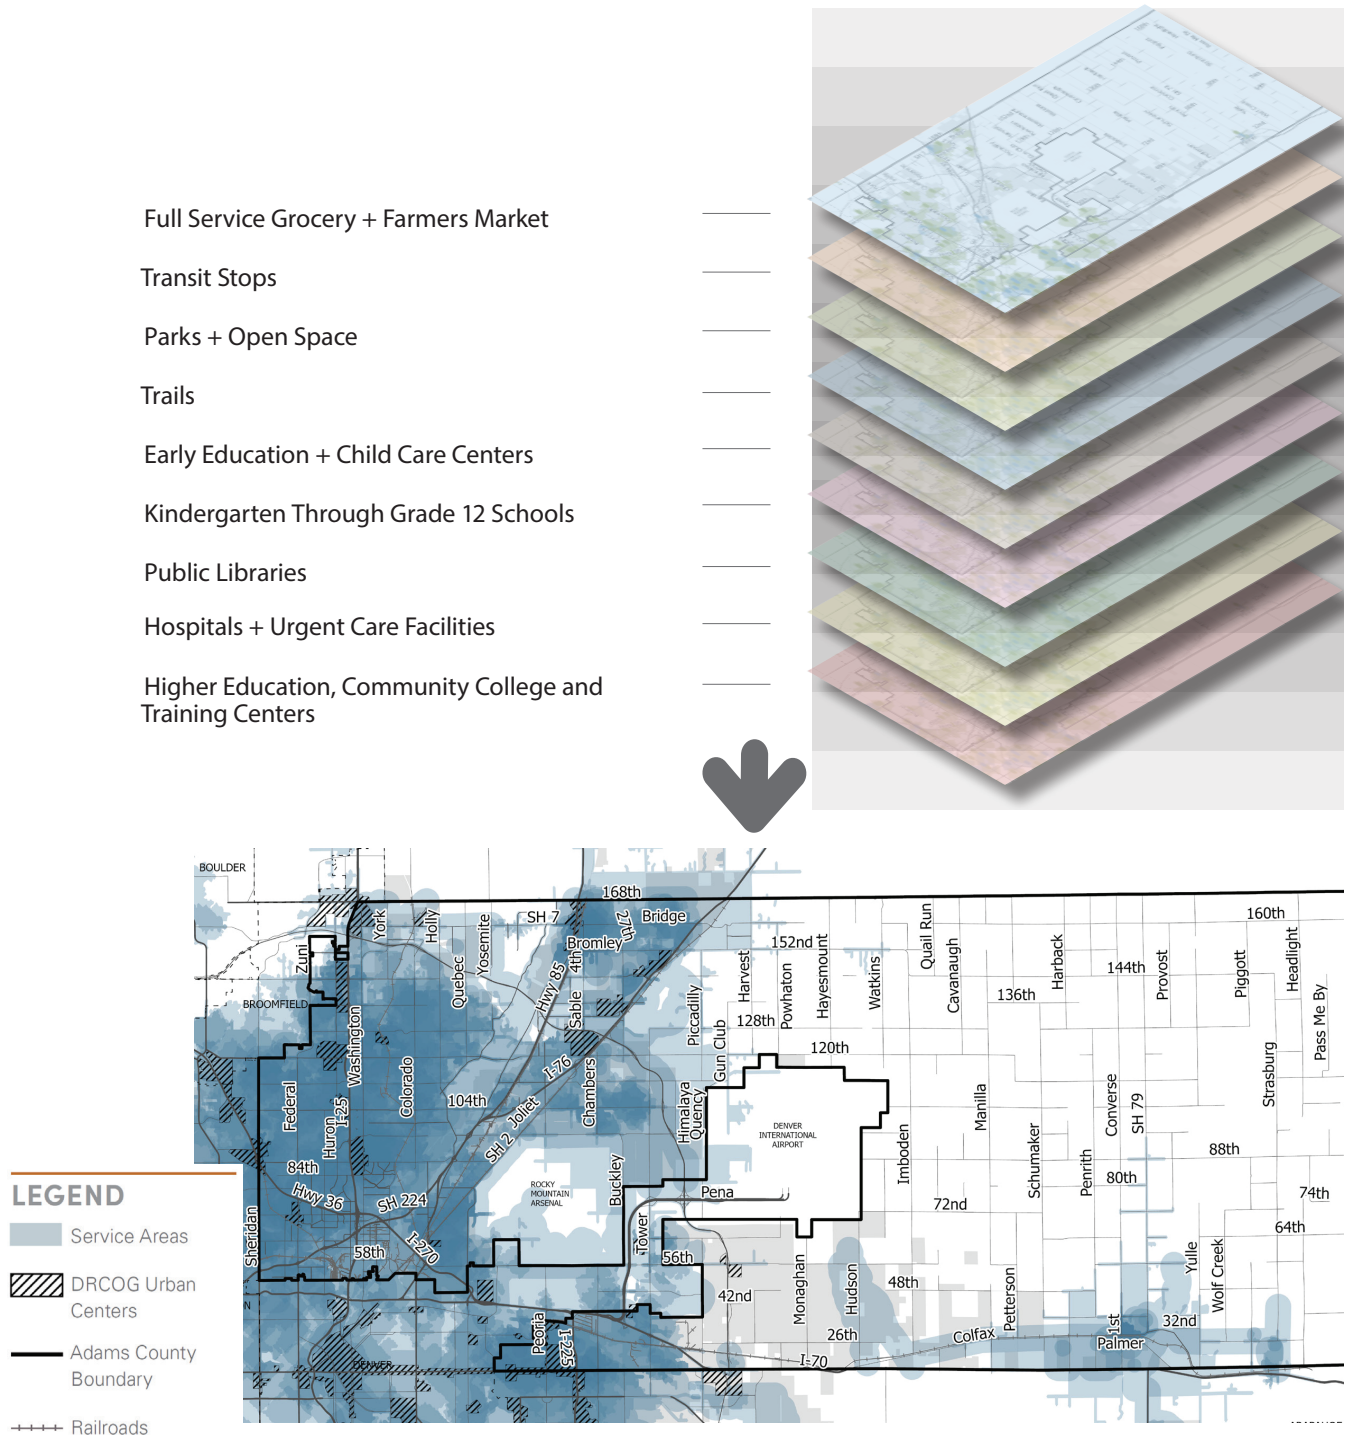 Full Service Grocery + Farmers Market
Transit Stops
Parks + Open Space
Trails
Early Education + Child Care Centers
Kindergarten Through Grade 12 Schools
Public Libraries
Hospitals + Urgent Care Facilities
Higher Education, Community College and
Training Centers
BOULDER
168th
160th
York
Holly
Yosemite
SH 7
27th
Bridge
Quail Run
Headlight
Zuni
Bromley
4th
152nd
Harvest
Powhaton
Hayesmount
Watkins
Cavanaugh
Harback
144th
Provost
Piggott
Quebec
Hwy 85
Sable
136th
BROOMFIELD
Washington
Piccadilly
128th
Gun Club
120th
Pass Me By
Strasburg
Federal
Huron
I-25
Colorado
104th
I-76
Chambers
SH 2
Joliet
Himalaya
Quency
DENVER
INTERNATIONAL
AIRPORT
Manilla
Converse
SH 79
84th
Hwy 36
SH 224
ROCKY
MOUNTAIN
ARSENAL
Buckley
Pena
Imboden
Schumaker
Penrith
88th
80th
72nd
74th
64th
Sheridan
58th
I-270
Tower
56th
42nd
Monaghan
Hudson
48th
Petterson
Yulle
Wolf Creek
Peoria
I-225
26th
Colfax
1st
32nd
Palmer
I-70
DENVER
LEGEND
Service Areas
DRCOG Urban
Centers
Adams County
Boundary
Railroads